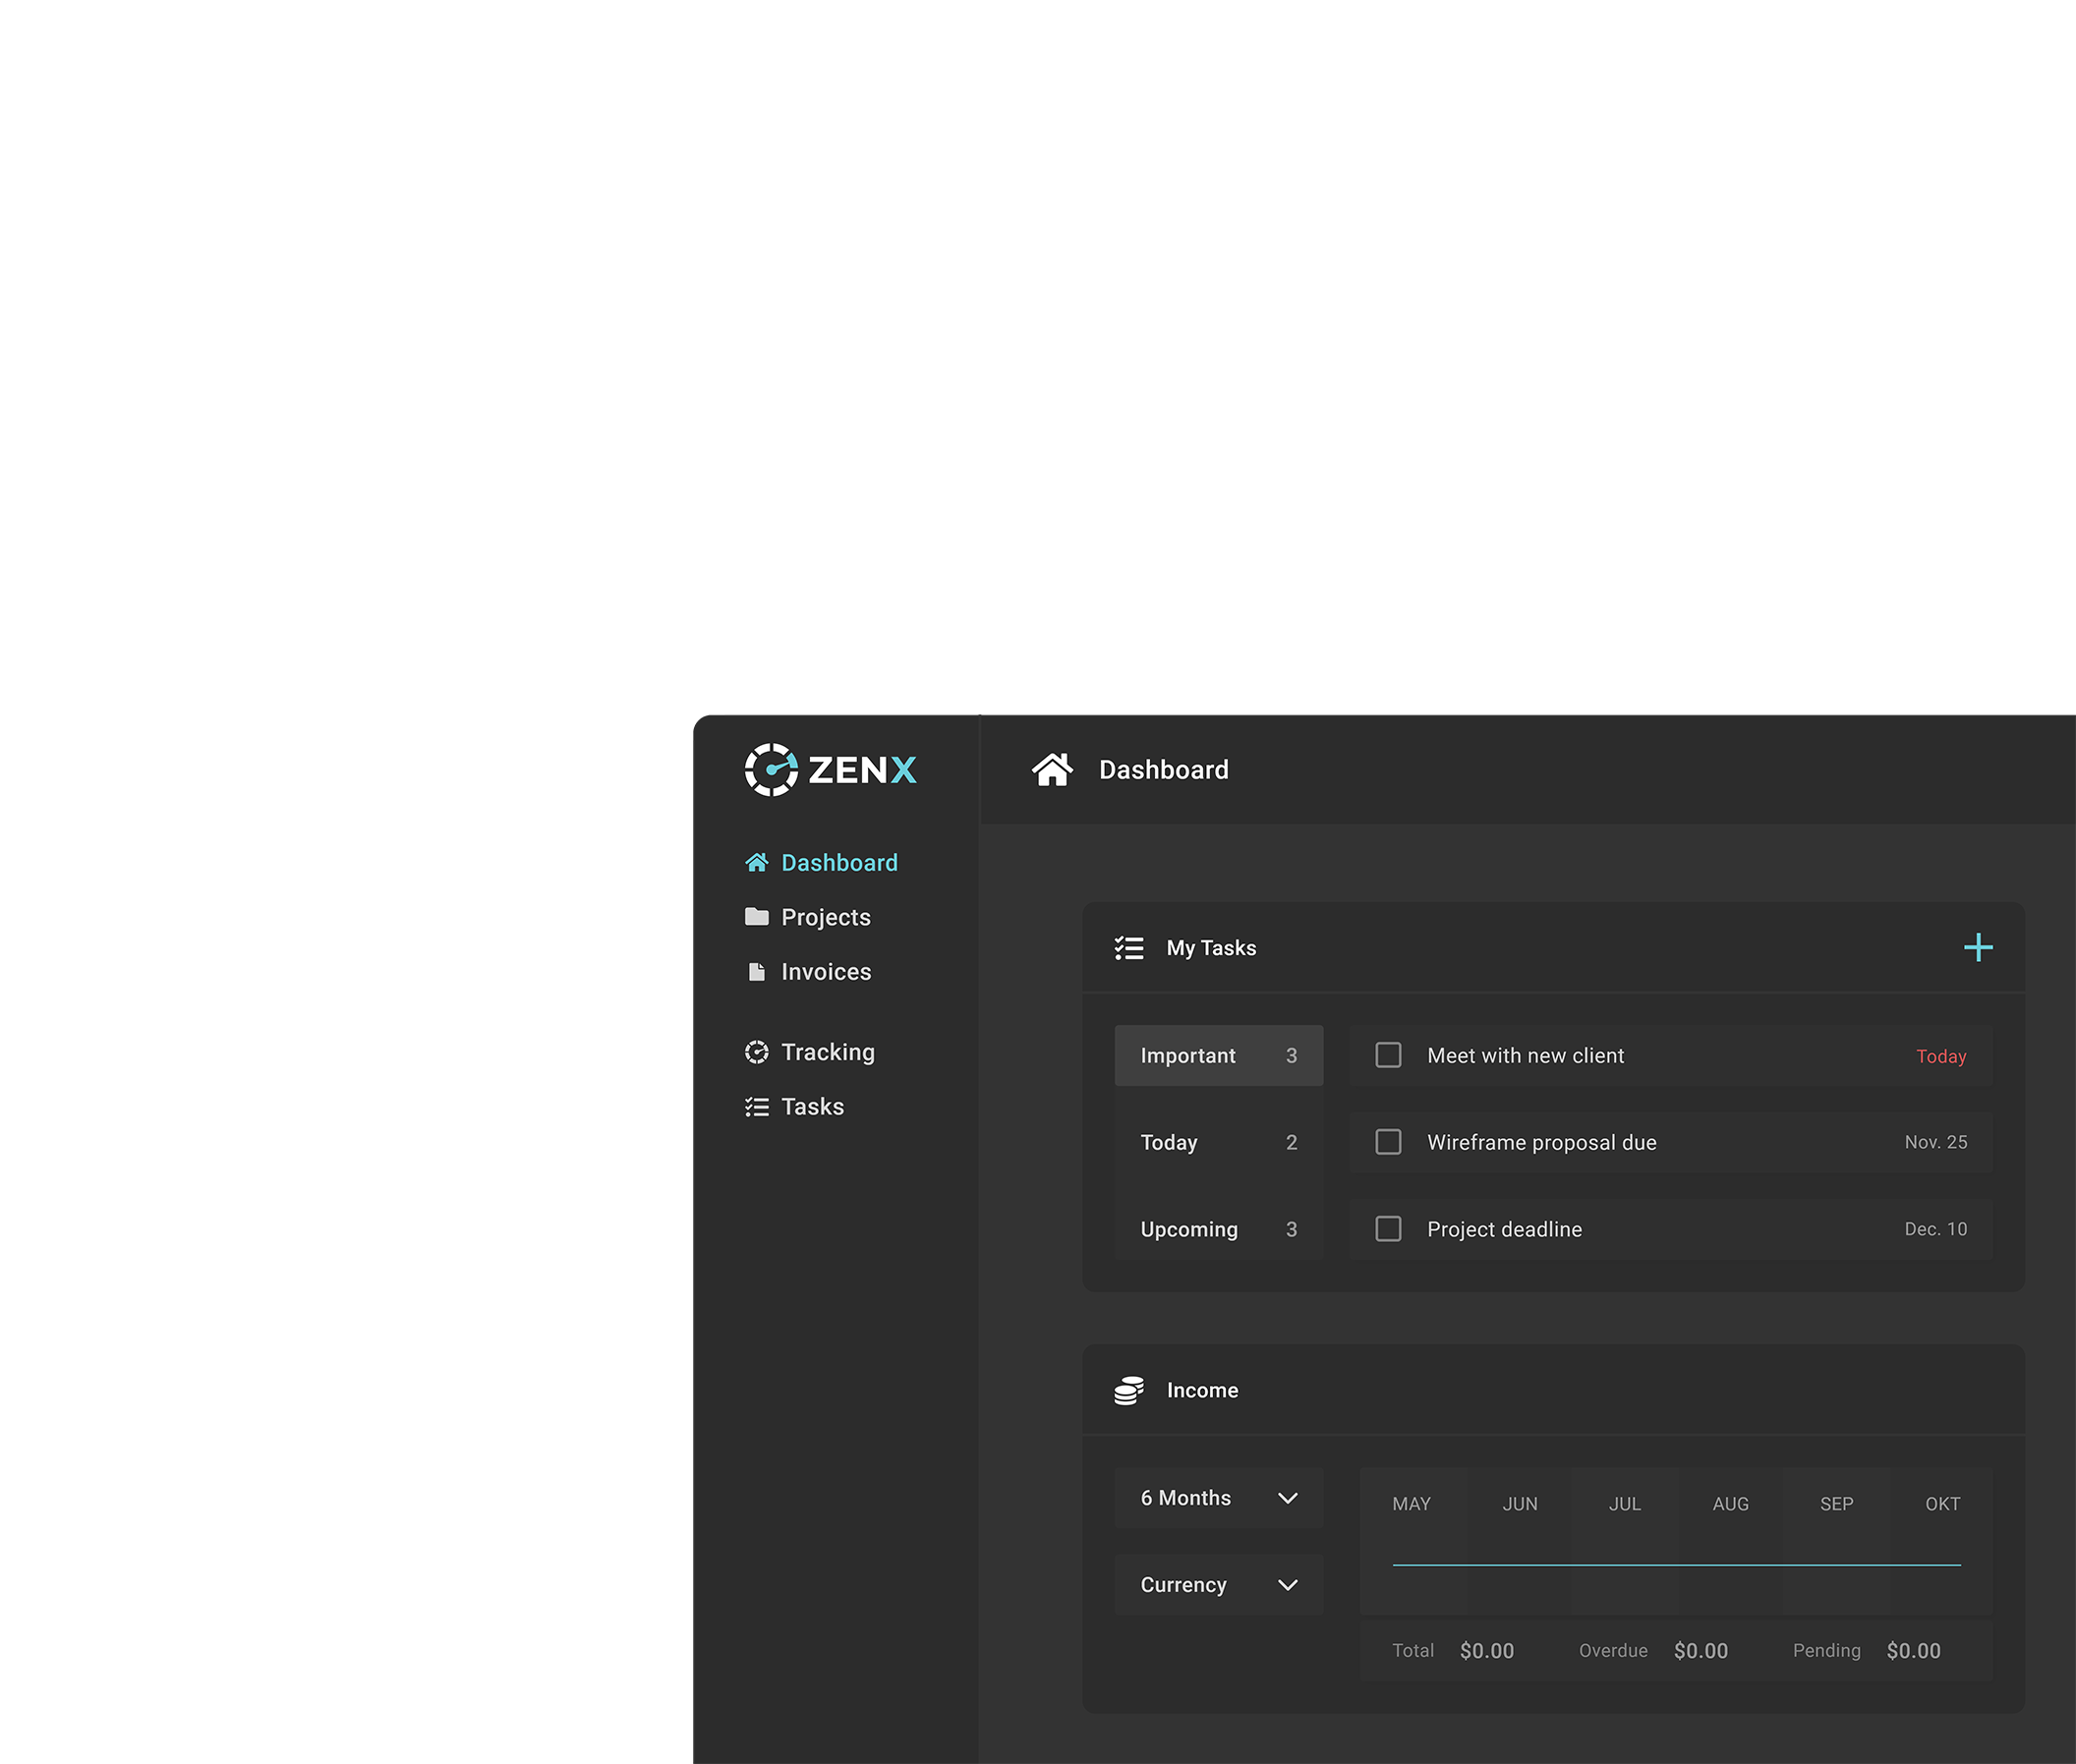 ZENX
Dashboard
Projects
Invoices
Tracking
Tasks
Dashboard
My Tasks
Important 3
Today 2
Upcoming 3
Meet with new client Today
Wireframe proposal due Nov. 25
Project deadline Dec. 10
Income
6 Months
Currency
MAY JUN JUL AUG SEP OKT
Total $0.00 Overdue $0.00 Pending $0.00